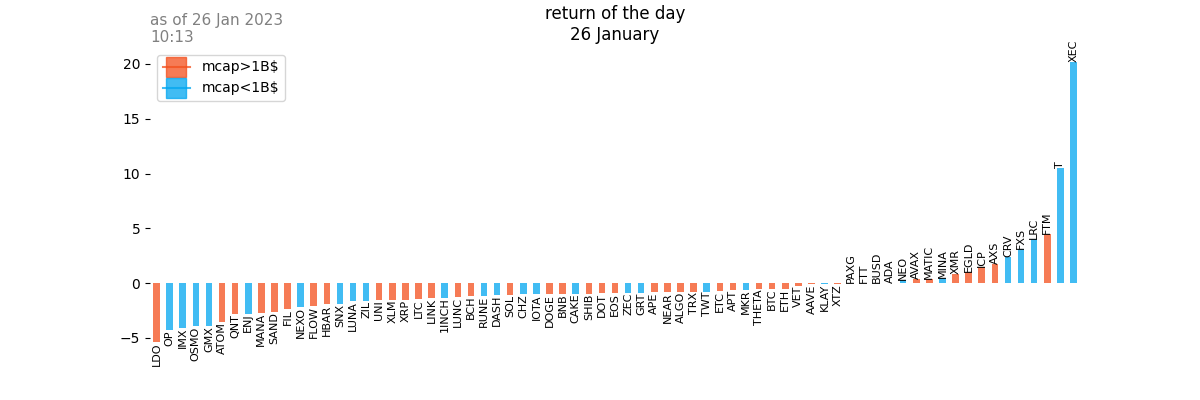 as of 26 Jan 2023
10:13
return of the day
26 January
mcap>1B$
mcap<1B$
20
15
10
5
0
−5
LDO
OP
IMX
OSMO
GMX
ATOM
QNT
ENJ
MANA
SAND
FIL
NEXO
FLOW
HBAR
SNX
LUNA
ZIL
UNI
XLM
XRP
LTC
LINK
1INCH
LUNC
BCH
RUNE
DASH
SOL
CHZ
IOTA
DOGE
BNB
CAKE
SHIB
DOT
EOS
ZEC
GRT
APE
NEAR
ALGO
TRX
TWT
ETC
APT
MKR
THETA
BTC
ETH
VET
AAVE
KLAY
XTZ
PAXG
FTT
BUSD
ADA
NEO
AVAX
MATIC
MINA
XMR
EGLD
ICP
AXS
CRV
FXS
LRC
FTM
T
XEC